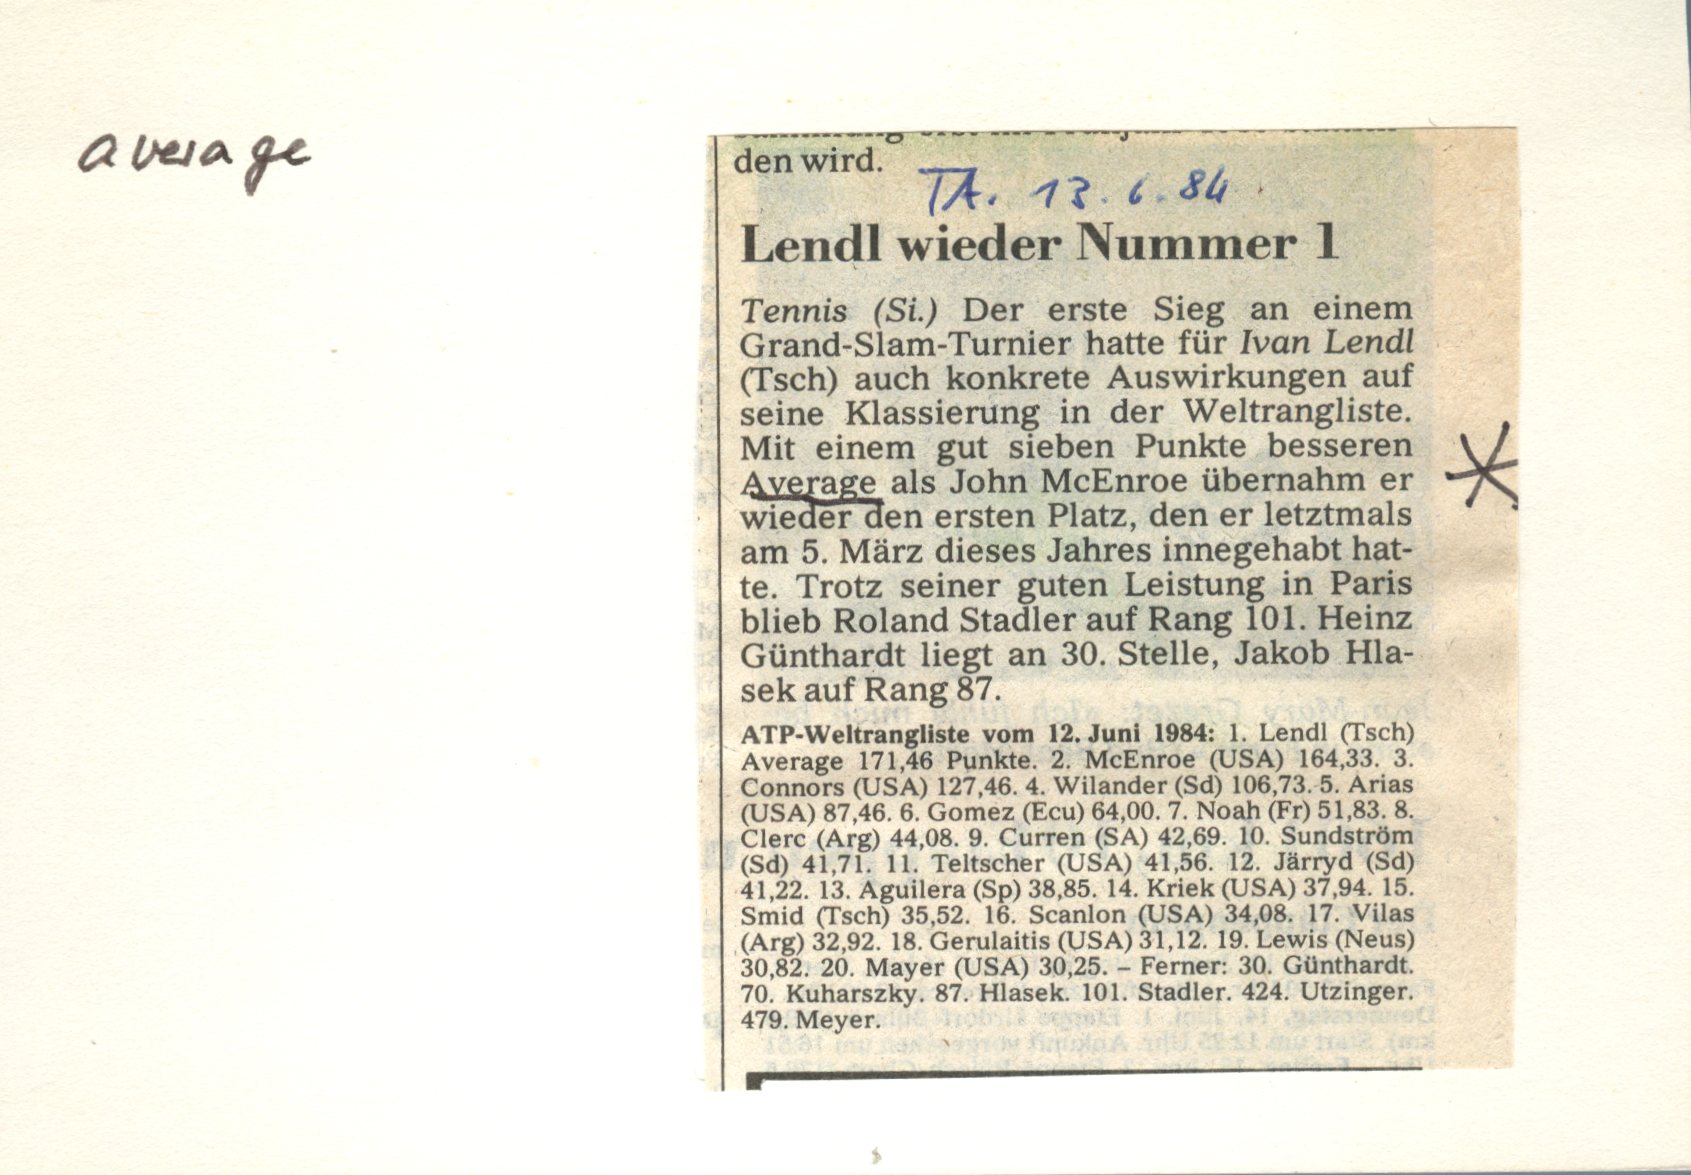 average
den wird.
TA. 13.6.84
Lendl wieder Nummer 1
Tennis (Si.) Der erste Sieg an einem
Grand-Slam-Turnier hatte für Ivan Lendl
(Tsch) auch konkrete Auswirkungen auf
seine Klassierung in der Weltrangliste.
Mit einem gut sieben Punkte besseren
Average als John McEnroe übernahm er
wieder den ersten Platz, den er letztmals
am 5. März dieses Jahres innegehabt hat-
te. Trotz seiner guten Leistung in Paris
blieb Roland Stadler auf Rang 101. Heinz
Günthardt liegt an 30. Stelle, Jakob Hla-
sek auf Rang 87.
ATP-Weltrangliste vom 12. Juni 1984: 1. Lendl (Tsch)
Average 171,46 Punkte. 2. McEnroe (USA) 164,33. 3.
Connors (USA) 127,46. 4. Wilander (Sd) 106,73. 5. Arias
(USA) 87,46. 6. Gomez (Ecu) 64,00. 7. Noah (Fr) 51,83. 8.
Clerc (Arg) 44,08. 9. Curren (SA) 42,69. 10. Sundström
(Sd) 41,71. 11. Teltscher (USA) 41,56. 12. Järryd (Sd)
41,22. 13. Aguilera (Sp) 38,85. 14. Kriek (USA) 37,94. 15.
Smid (Tsch) 35,52. 16. Scanlon (USA) 34,08. 17. Vilas
(Arg) 32,92. 18. Gerulaitis (USA) 31,12. 19. Lewis (Neus)
30,82. 20. Mayer (USA) 30,25. – Ferner: 30. Günthardt.
70. Kuharszky. 87. Hlasek. 101. Stadler. 424. Utzinger.
479. Meyer.